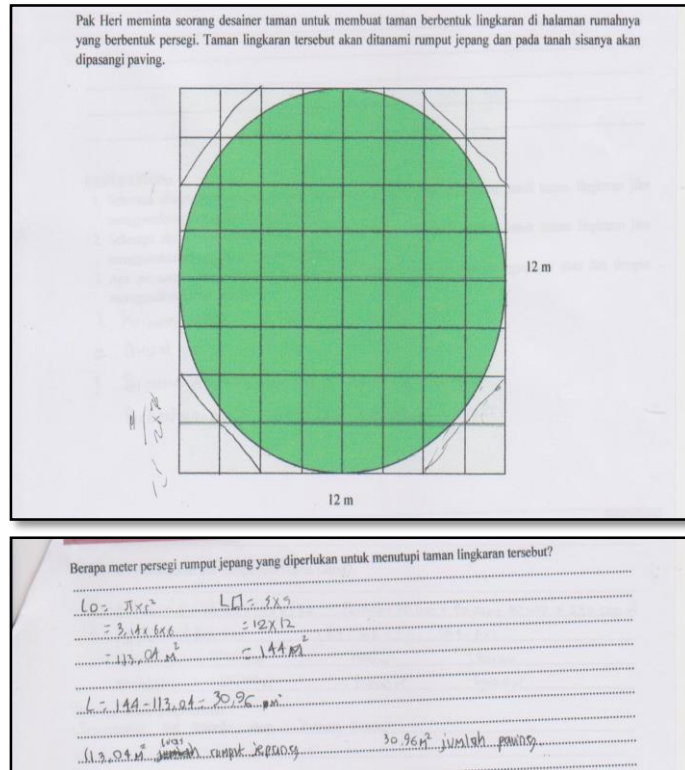 Pak Heri meminta seorang desainer taman untuk membuat taman berbentuk lingkaran di halaman rumahnya
yang berbentuk persegi. Taman lingkaran tersebut akan ditanami rumput jepang dan pada tanah sisanya akan
dipasangi paving.
12 m
12 m
Berapa meter persegi rumput jepang yang diperlukan untuk menutupi taman lingkaran tersebut?
LO = π×r² L□ = s×s
= 3,14×6×6 = 12×12
= 113,04 M² = 144 M²
L = 144 - 113,04 = 30,96 m²
113,04 M² luas rumput jepang 30.96 M² jumlah paving